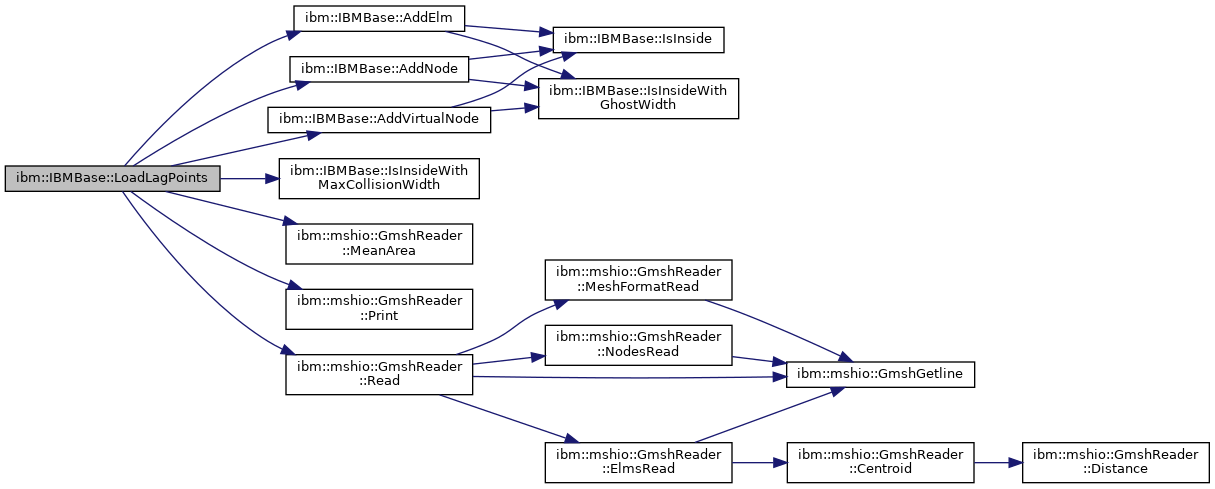 ibm::IBMBase::LoadLagPoints
ibm::IBMBase::AddElm
ibm::IBMBase::AddNode
ibm::IBMBase::AddVirtualNode
ibm::IBMBase::IsInsideWith
MaxCollisionWidth
ibm::mshio::GmshReader
::MeanArea
ibm::mshio::GmshReader
::Print
ibm::mshio::GmshReader
::Read
ibm::IBMBase::IsInside
ibm::IBMBase::IsInsideWith
GhostWidth
ibm::mshio::GmshReader
::MeshFormatRead
ibm::mshio::GmshReader
::NodesRead
ibm::mshio::GmshReader
::ElmsRead
ibm::mshio::GmshGetline
ibm::mshio::GmshReader
::Centroid
ibm::mshio::GmshReader
::Distance